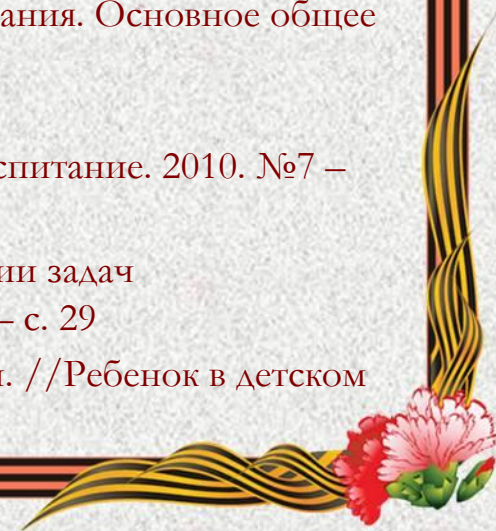 ания. Основное общее
спитание. 2010. №7 –
ии задач
– с. 29
. //Ребенок в детском